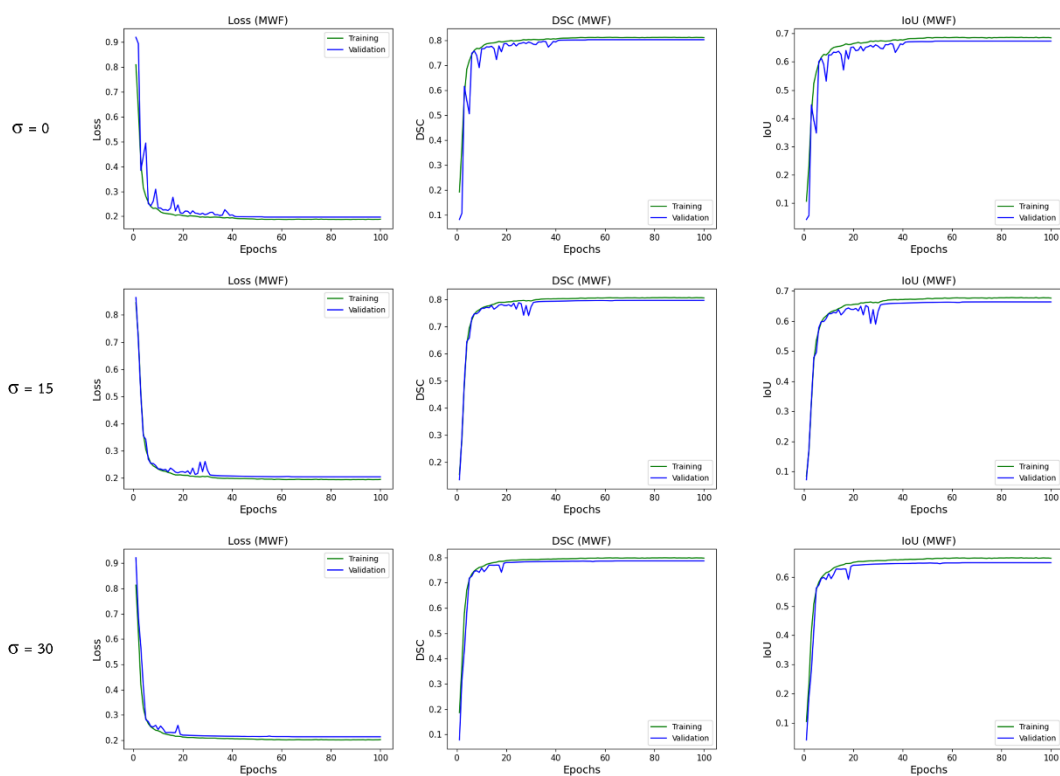 Loss (MWF)
DSC (MWF)
IoU (MWF)
σ = 0
Loss
0.9
0.8
0.7
0.6
0.5
0.4
0.3
0.2
Training
Validation
0 20 40 60 80 100
Epochs
DSC
0.8
0.7
0.6
0.5
0.4
0.3
0.2
0.1
Training
Validation
0 20 40 60 80 100
Epochs
IoU
0.7
0.6
0.5
0.4
0.3
0.2
0.1
Training
Validation
0 20 40 60 80 100
Epochs
Loss (MWF)
DSC (MWF)
IoU (MWF)
σ = 15
Loss
0.8
0.7
0.6
0.5
0.4
0.3
0.2
Training
Validation
0 20 40 60 80 100
Epochs
DSC
0.8
0.7
0.6
0.5
0.4
0.3
0.2
Training
Validation
0 20 40 60 80 100
Epochs
IoU
0.7
0.6
0.5
0.4
0.3
0.2
0.1
Training
Validation
0 20 40 60 80 100
Epochs
Loss (MWF)
DSC (MWF)
IoU (MWF)
σ = 30
Loss
0.9
0.8
0.7
0.6
0.5
0.4
0.3
0.2
Training
Validation
0 20 40 60 80 100
Epochs
DSC
0.8
0.7
0.6
0.5
0.4
0.3
0.2
0.1
Training
Validation
0 20 40 60 80 100
Epochs
IoU
0.6
0.5
0.4
0.3
0.2
0.1
Training
Validation
0 20 40 60 80 100
Epochs